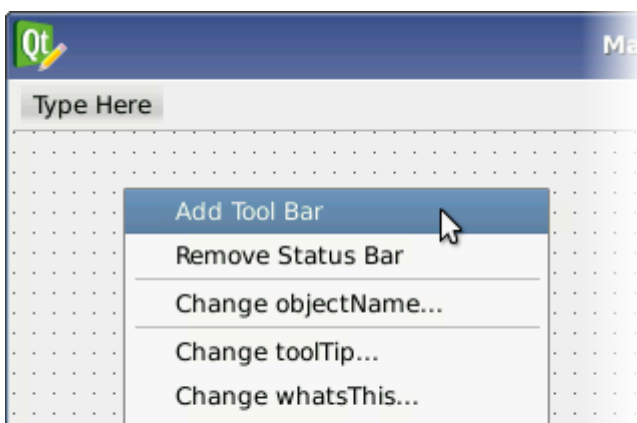 Qt
Ma
Type Here
Add Tool Bar
Remove Status Bar
Change objectName...
Change toolTip...
Change whatsThis...